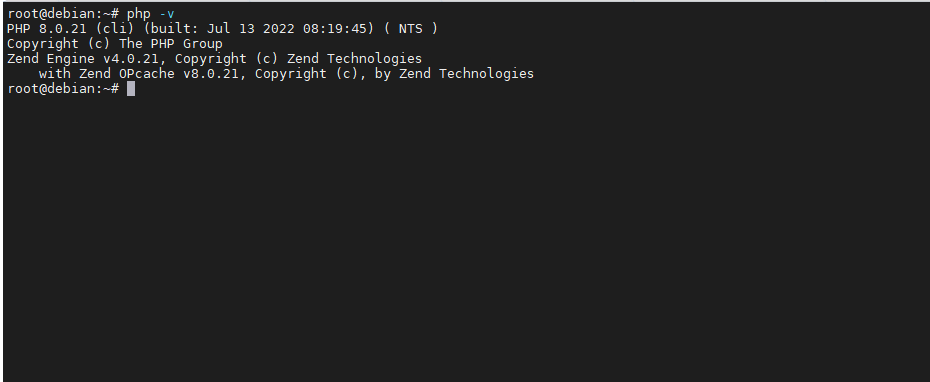 root@debian:~# php -v
PHP 8.0.21 (cli) (built: Jul 13 2022 08:19:45) ( NTS )
Copyright (c) The PHP Group
Zend Engine v4.0.21, Copyright (c) Zend Technologies
    with Zend OPcache v8.0.21, Copyright (c), by Zend Technologies
root@debian:~#